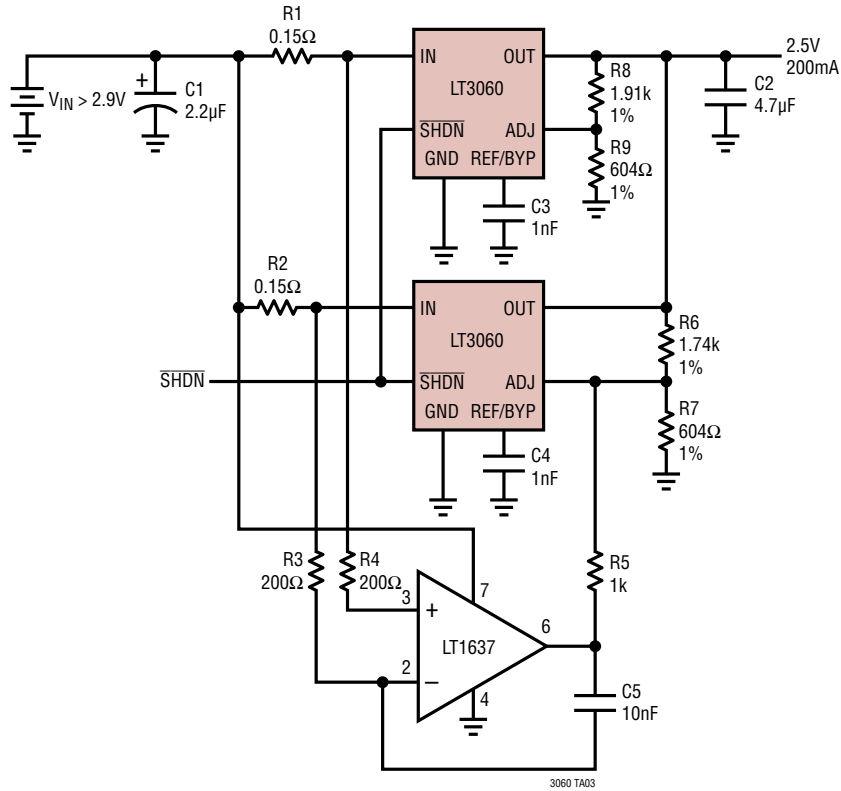 R1
0.15Ω
IN
OUT
LT3060
SHDN
ADJ
GND
REF/BYP
VIN > 2.9V
+
C1
2.2µF
R8
1.91k
1%
R9
604Ω
1%
2.5V
200mA
C2
4.7µF
C3
1nF
R2
0.15Ω
IN
OUT
LT3060
SHDN
SHDN
ADJ
GND
REF/BYP
R6
1.74k
1%
R7
604Ω
1%
C4
1nF
R3
200Ω
R4
200Ω
3
+
7
LT1637
2
–
4
6
R5
1k
C5
10nF
3060 TA03